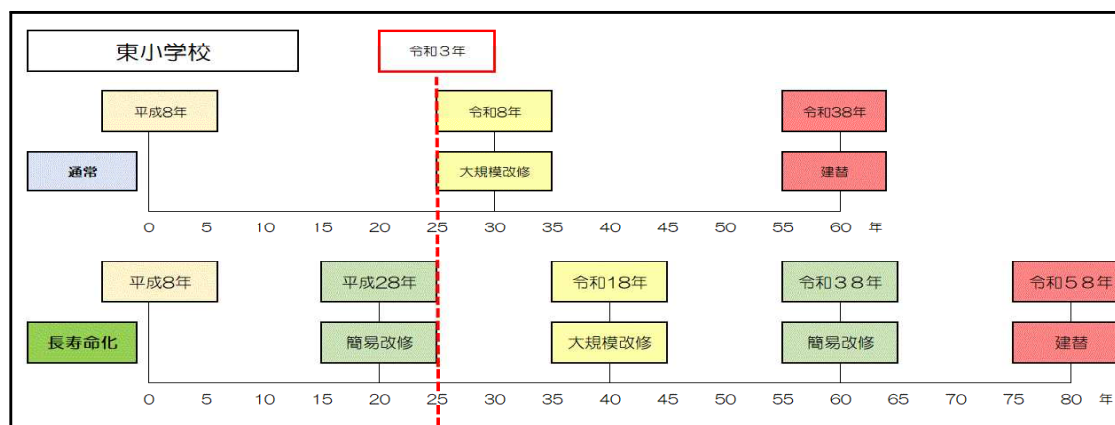 東小学校
令和３年
平成8年 令和8年 令和38年
通常 大規模改修 建替
0 5 10 15 20 25 30 35 40 45 50 55 60 年
平成8年 平成28年 令和18年 令和３８年 令和５８年
長寿命化 簡易改修 大規模改修 簡易改修 建替
0 5 10 15 20 25 30 35 40 45 50 55 60 65 70 75 80 年